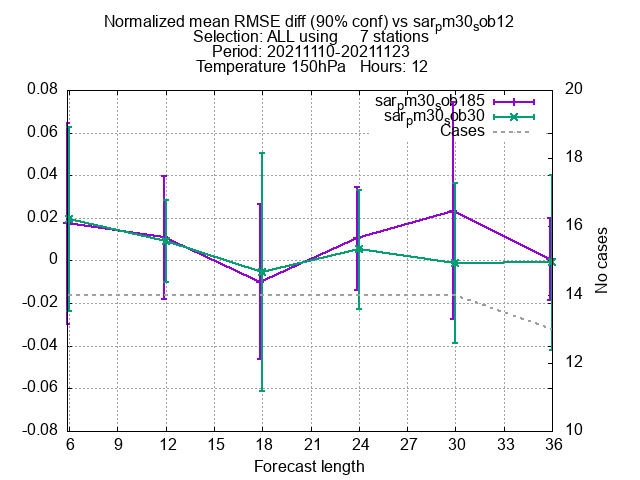 Normalized mean RMSE diff (90% conf) vs sarpm30sob12
Selection: ALL using 7 stations
Period: 20211110-20211123
Temperature 150hPa Hours: 12
sarpm30sob185
sarpm30sob30
Cases
0.08
0.06
0.04
0.02
0
-0.02
-0.04
-0.06
-0.08
20
18
16
14
12
10
No cases
6 9 12 15 18 21 24 27 30 33 36
Forecast length